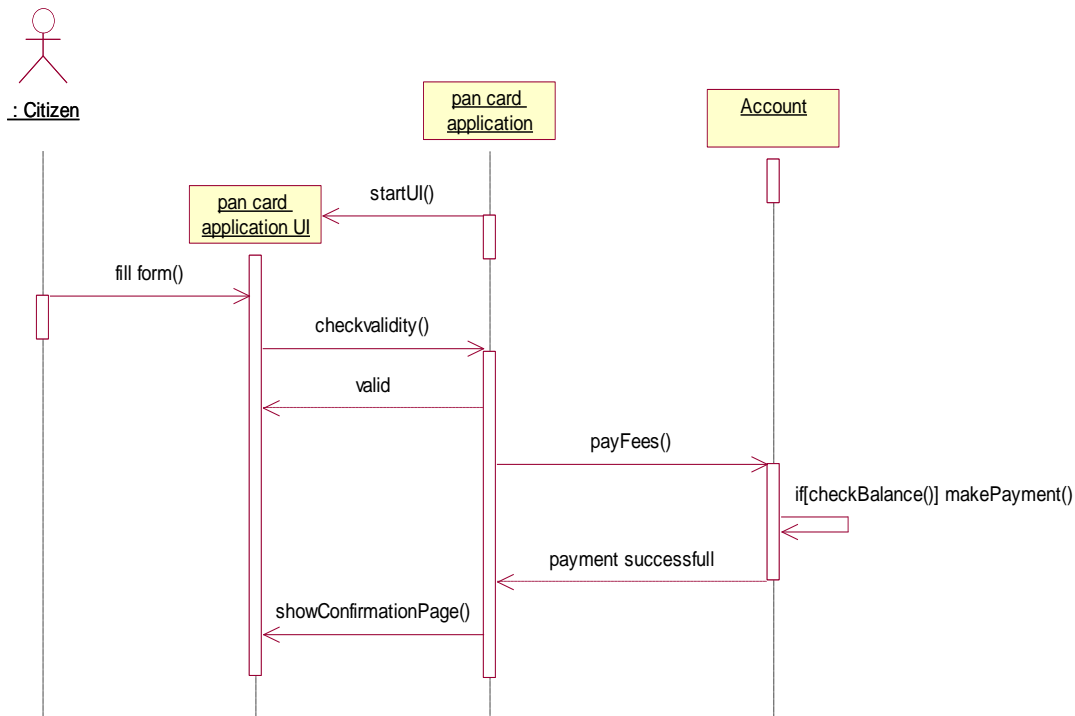 : Citizen
pan card
application
Account
pan card
application UI
startUI()
fill form()
checkvalidity()
valid
payFees()
if[checkBalance()] makePayment()
payment successfull
showConfirmationPage()